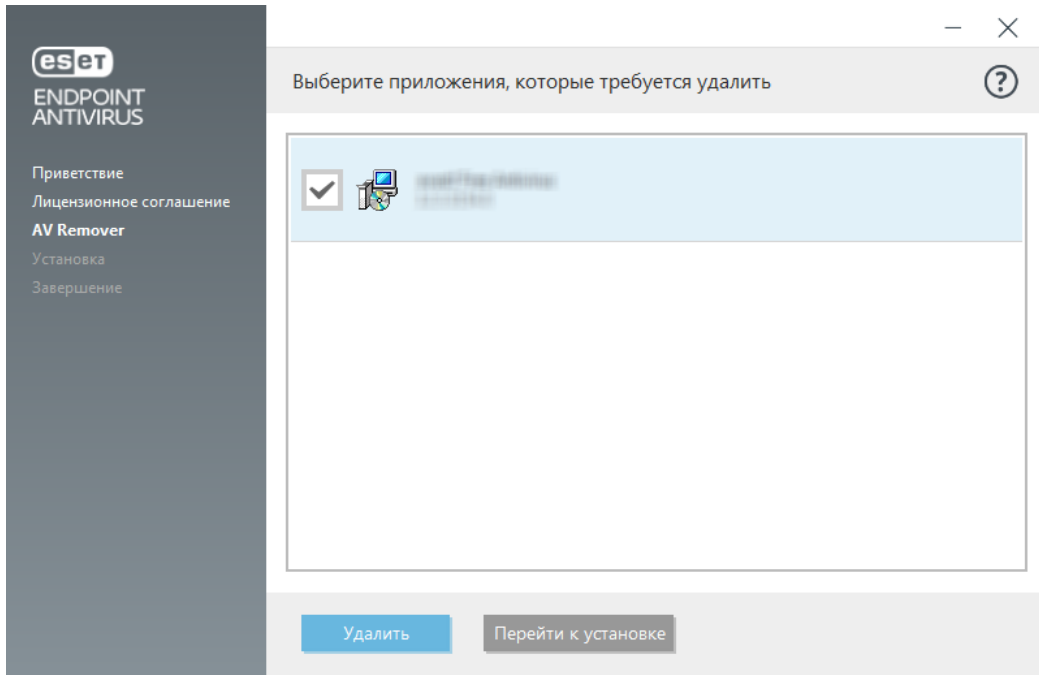 eset
ENDPOINT
ANTIVIRUS
Приветствие
Лицензионное соглашение
AV Remover
Установка
Завершение
Выберите приложения, которые требуется удалить
?
Удалить
Перейти к установке